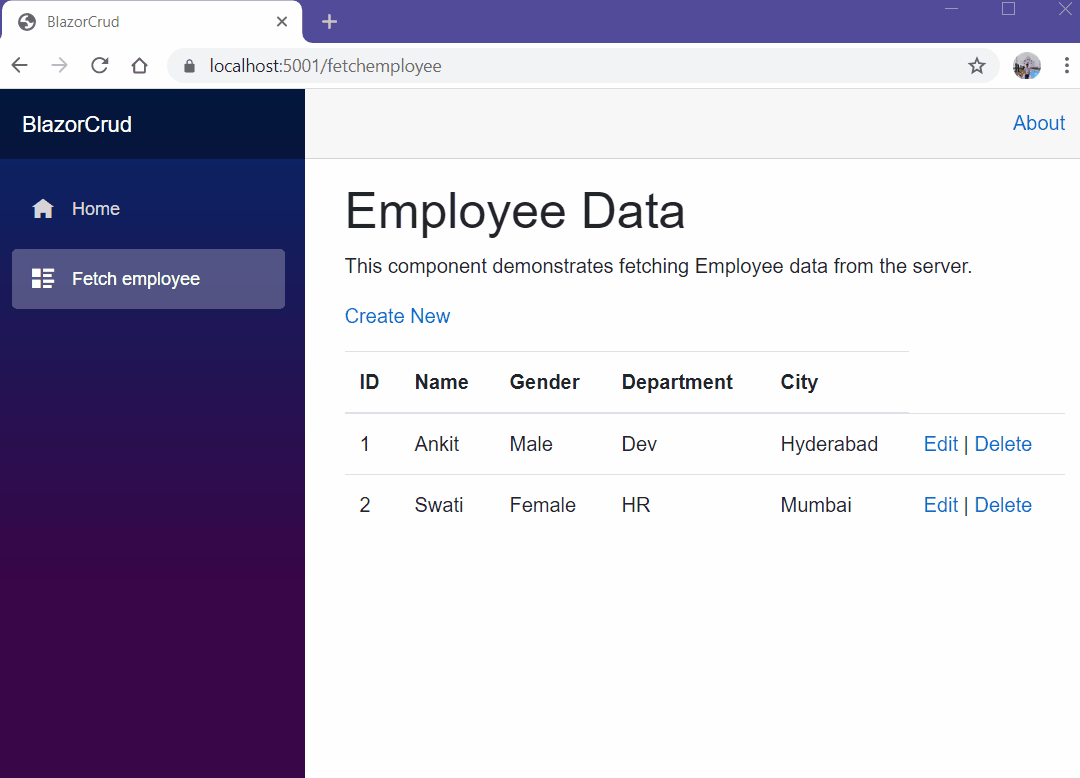 BlazorCrud
localhost:5001/fetchemployee
BlazorCrud
About
Home
Fetch employee
Employee Data
This component demonstrates fetching Employee data from the server.
Create New
ID Name Gender Department City
1 Ankit Male Dev Hyderabad Edit | Delete
2 Swati Female HR Mumbai Edit | Delete